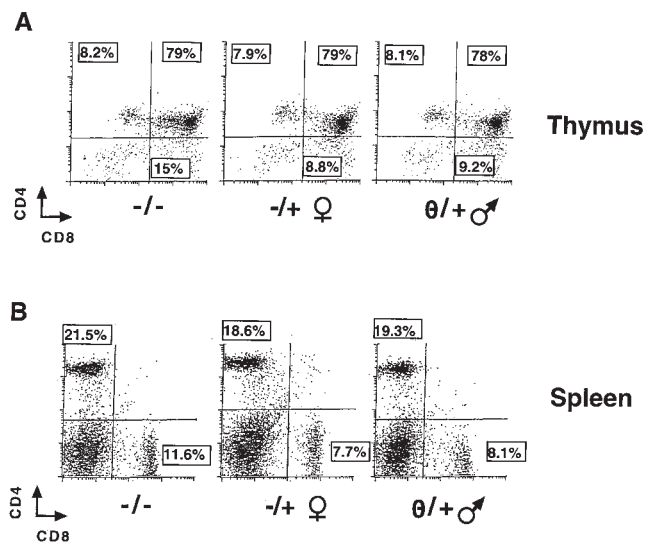 A
8.2% 79% 7.9% 79% 8.1% 78%
Thymus
15% 8.8% 9.2%
CD4
CD8
-/- -/+ ♀ θ/+ ♂
B
21.5% 18.6% 19.3%
Spleen
11.6% 7.7% 8.1%
CD4
CD8
-/- -/+ ♀ θ/+ ♂